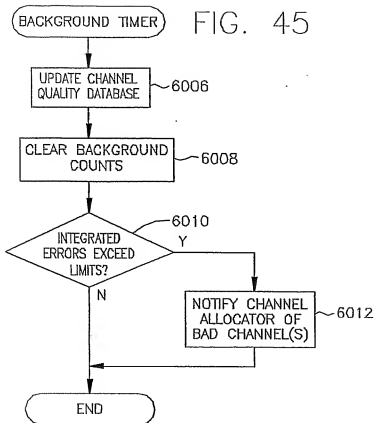 BACKGROUND TIMER
FIG. 45
UPDATE CHANNEL
QUALITY DATABASE
6006
CLEAR BACKGROUND
COUNTS
6008
6010
INTEGRATED
ERRORS EXCEED
LIMITS?
Y
N
NOTIFY CHANNEL
ALLOCATOR OF
BAD CHANNEL(S)
6012
END